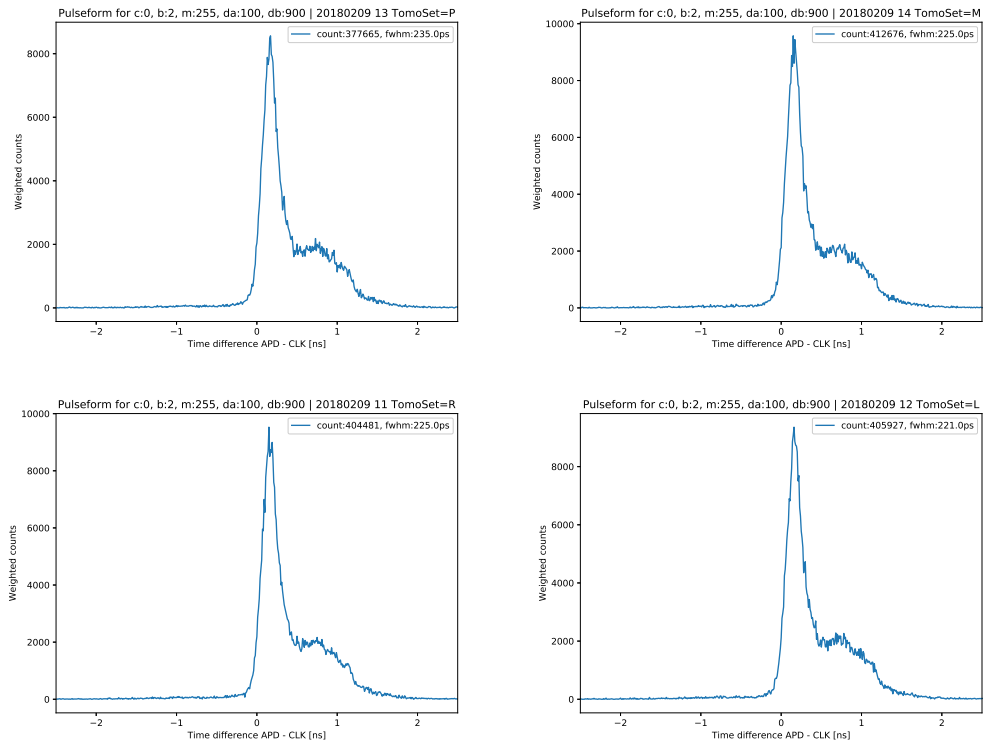 Pulseform for c:0, b:2, m:255, da:100, db:900 | 20180209 13 TomoSet=P
count:377665, fwhm:235.0ps
Weighted counts
8000
6000
4000
2000
0
−2
−1
0
1
2
Time difference APD - CLK [ns]
Pulseform for c:0, b:2, m:255, da:100, db:900 | 20180209 14 TomoSet=M
count:412676, fwhm:225.0ps
Weighted counts
10000
8000
6000
4000
2000
0
−2
−1
0
1
2
Time difference APD - CLK [ns]
Pulseform for c:0, b:2, m:255, da:100, db:900 | 20180209 11 TomoSet=R
count:404481, fwhm:225.0ps
Weighted counts
10000
8000
6000
4000
2000
0
−2
−1
0
1
2
Time difference APD - CLK [ns]
Pulseform for c:0, b:2, m:255, da:100, db:900 | 20180209 12 TomoSet=L
count:405927, fwhm:221.0ps
Weighted counts
8000
6000
4000
2000
0
−2
−1
0
1
2
Time difference APD - CLK [ns]